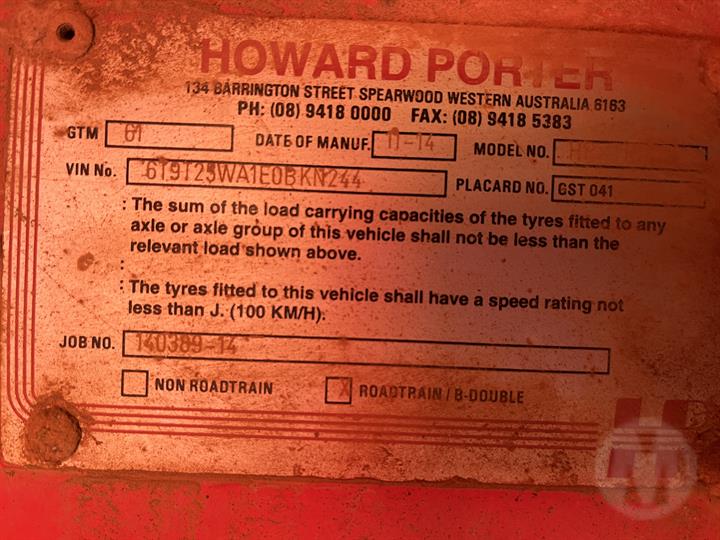 HOWARD PORTER
134 BARRINGTON STREET SPEARWOOD WESTERN AUSTRALIA 6163
PH: (08) 9418 0000 FAX: (08) 9418 5383
GTM 61 DATE OF MANUF. 11-14 MODEL NO.
VIN No. 6T9T25WA1E0BKN244 PLACARD NO. GST 041
: The sum of the load carrying capacities of the tyres fitted to any
axle or axle group of this vehicle shall not be less than the
relevant load shown above.
:
: The tyres fitted to this vehicle shall have a speed rating not
less than J. (100 KM/H).
JOB NO. 140389-14
NON ROADTRAIN X ROADTRAIN / B-DOUBLE